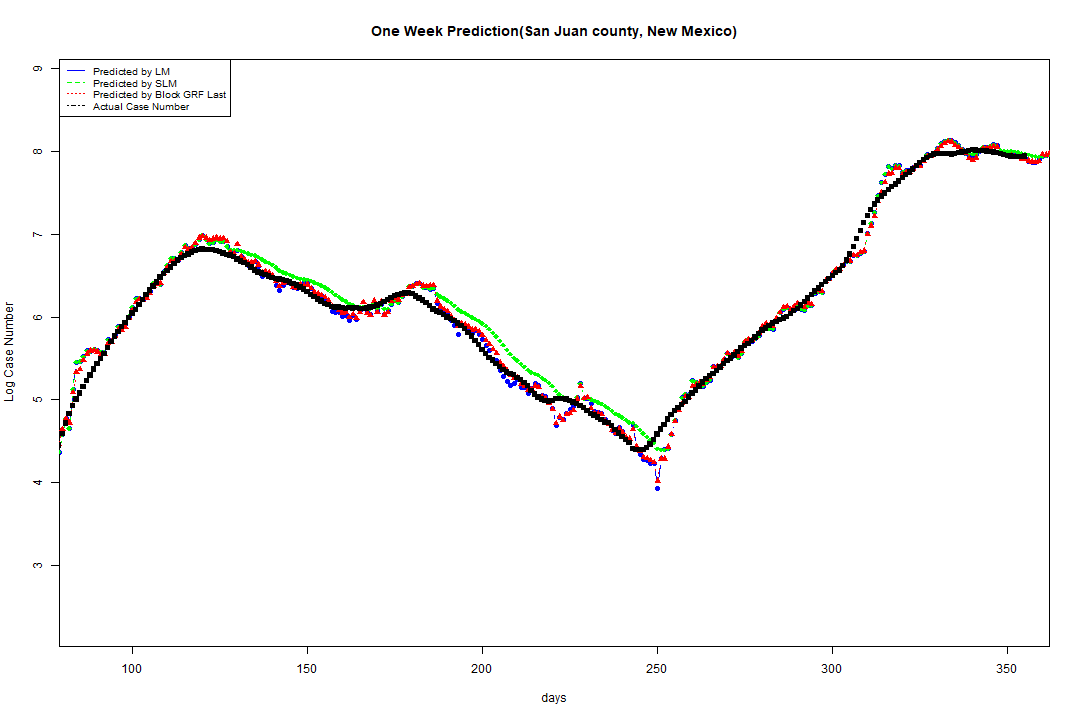 One Week Prediction(San Juan county, New Mexico)
Predicted by LM
Predicted by SLM
Predicted by Block GRF Last
Actual Case Number
9
8
7
6
5
4
3
Log Case Number
100 150 200 250 300 350
days